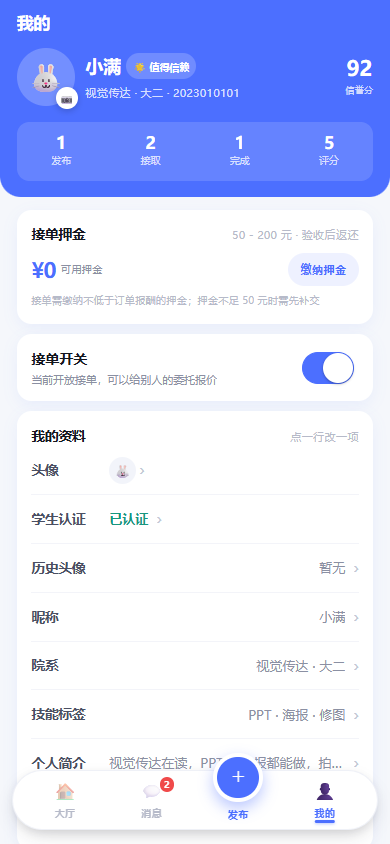 我的
小满 值得信赖
视觉传达 · 大二 · 2023010101
92
信誉分
1 2 1 5
发布 接取 完成 评分
接单押金 50 - 200 元 · 验收后返还
¥0 可用押金 缴纳押金
接单需缴纳不低于订单报酬的押金；押金不足 50 元时需先补交
接单开关
当前开放接单，可以给别人的委托报价
我的资料 点一行改一项
头像 ›
学生认证 已认证 ›
历史头像 暂无 ›
昵称 小满 ›
院系 视觉传达 · 大二 ›
技能标签 PPT · 海报 · 修图 ›
个人简介 视觉传达在读，PPT 报都能做，拍... ›
+
2
大厅 消息 发布 我的